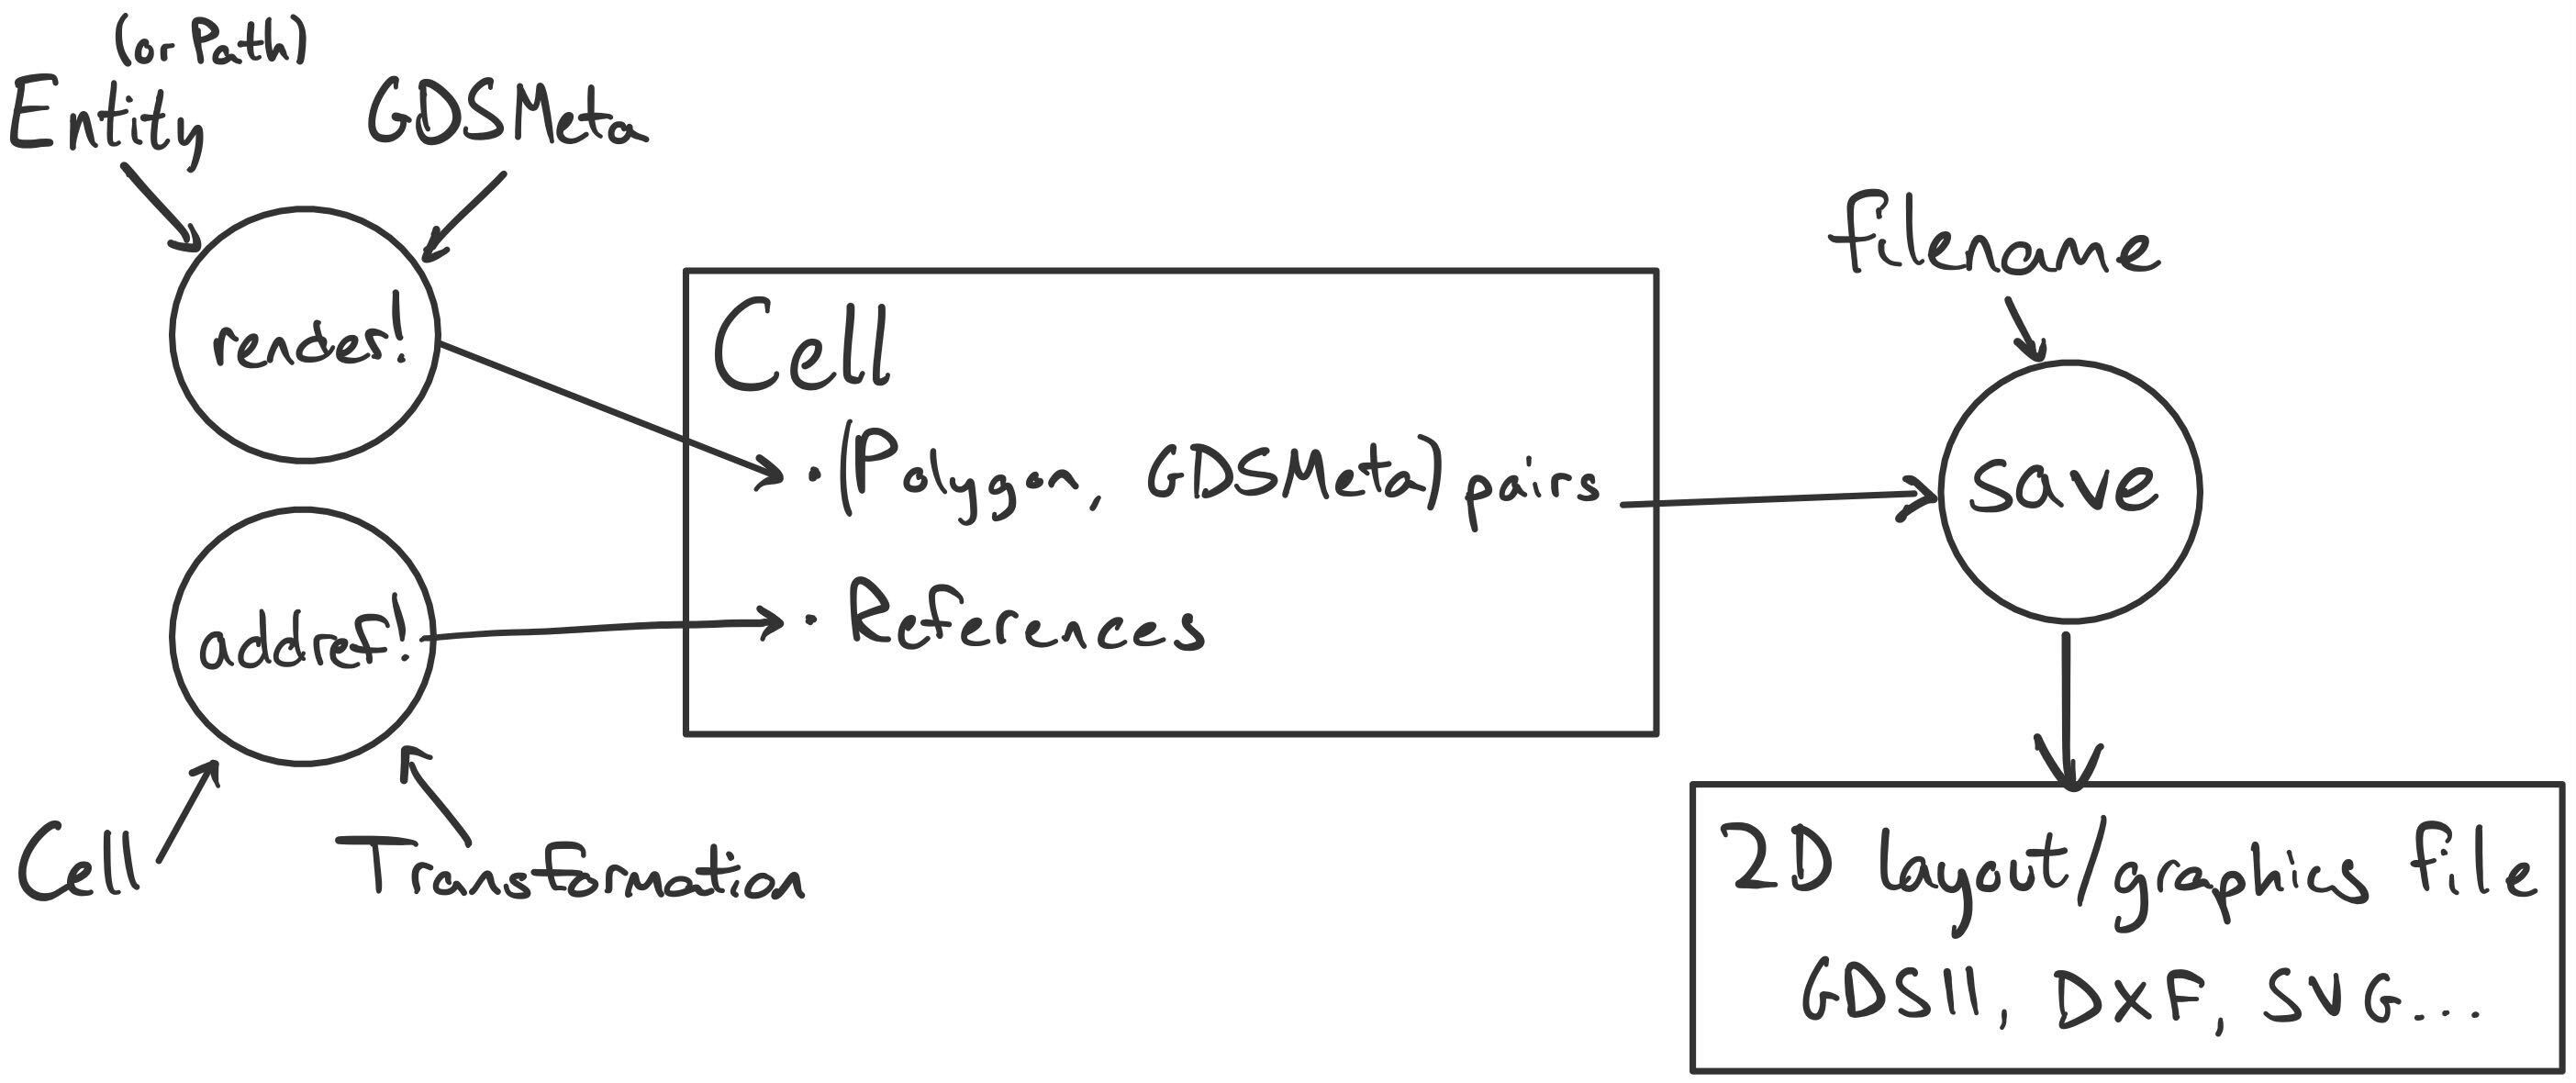 (or Path)
Entity
GDSMeta
render!
addref!
Cell
Transformation
Cell
· (Polygon, GDSMeta) pairs
· References
filename
save
2D layout/graphics file
GDSII, DXF, SVG...